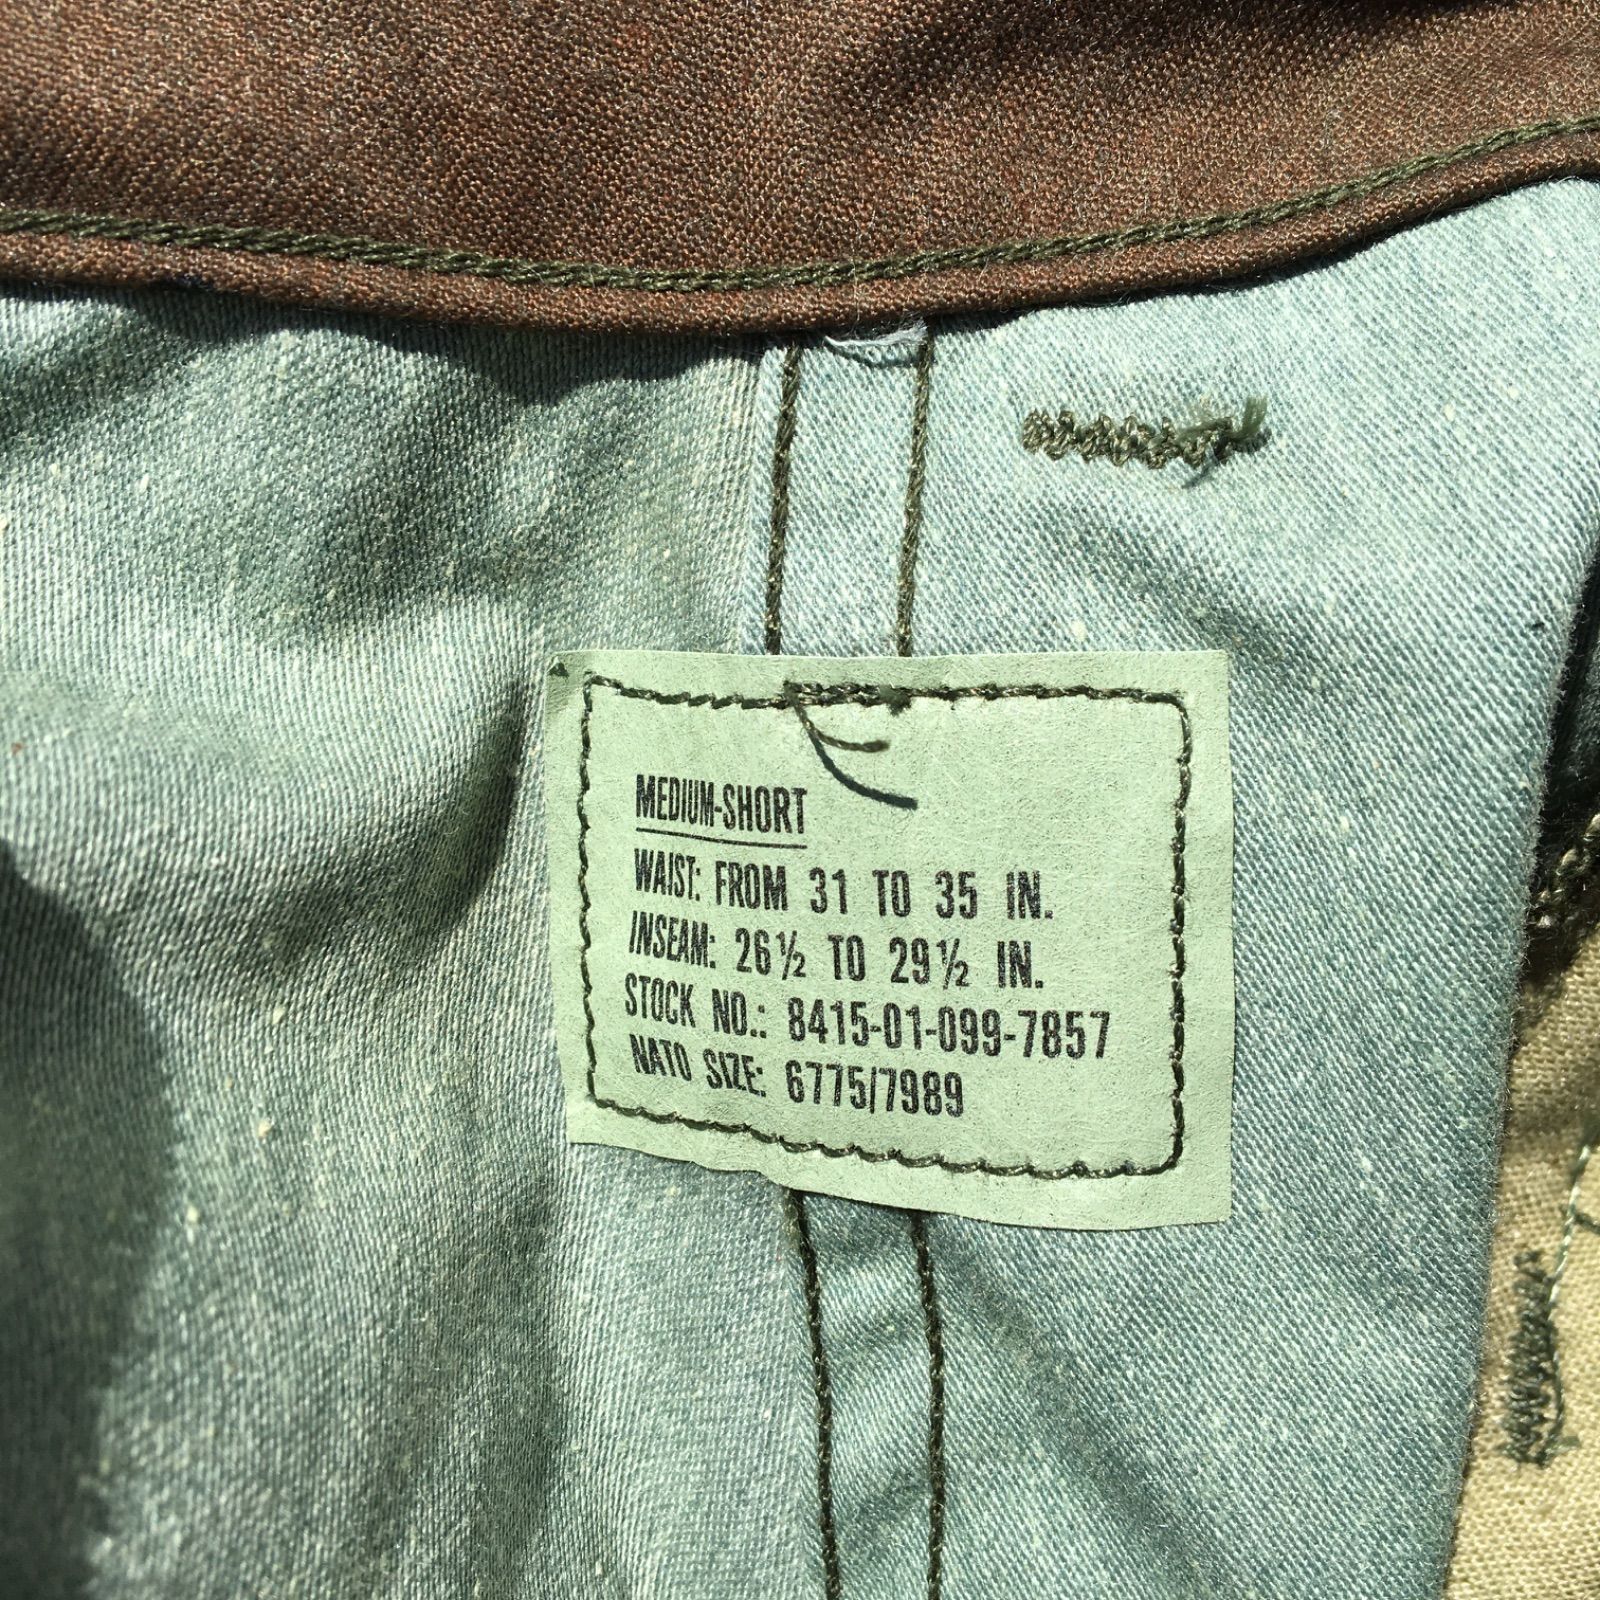 MEDIUM-SHORT
WAIST: FROM 31 TO 35 IN.
INSEAM: 26½ TO 29½ IN.
STOCK NO.: 8415-01-099-7857
NATO SIZE: 6775/7989